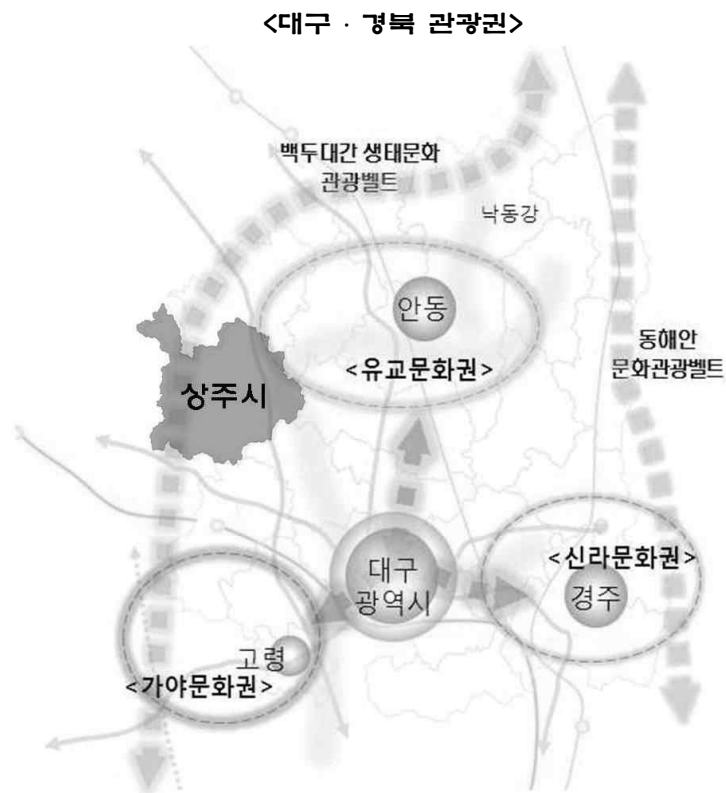 <대구 · 경북 관광권>
백두대간 생태문화
관광벨트
낙동강
안동
<유교문화권>
동해안
문화관광벨트
상주시
대구
광역시
<신라문화권>
경주
고령
<가야문화권>